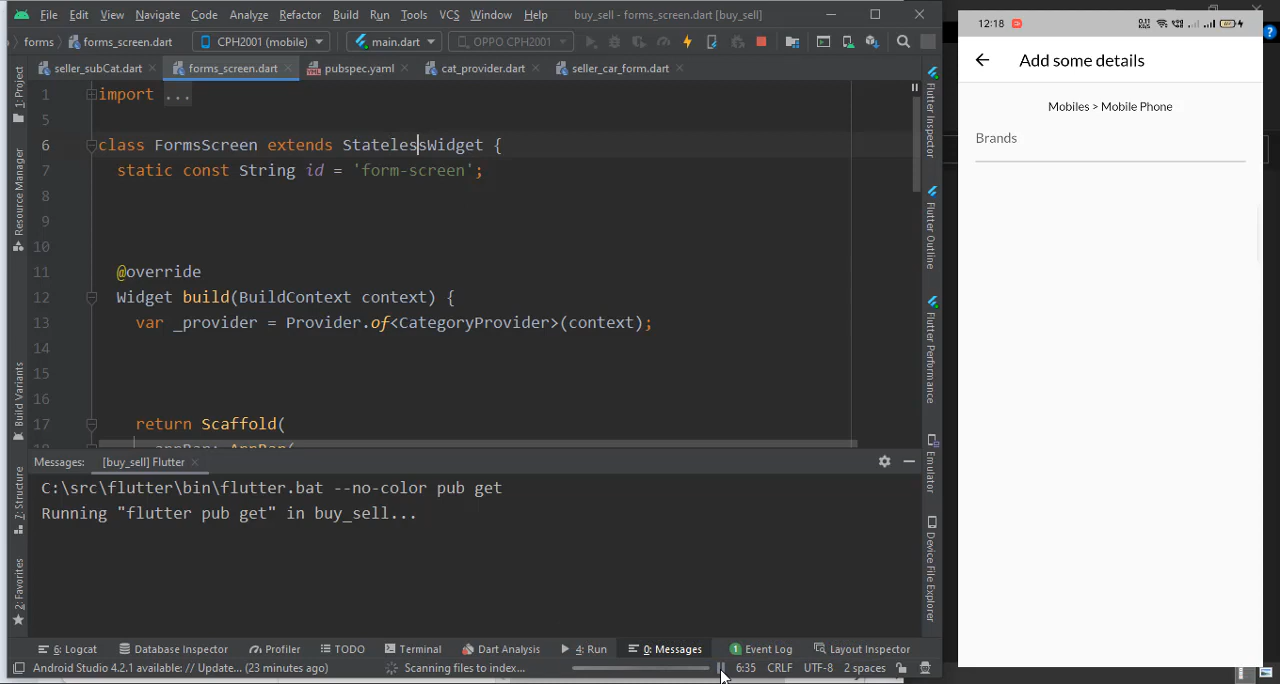 File Edit View Navigate Code Analyze Refactor Build Run Tools VCS Window Help buy_sell - forms_screen.dart [buy_sell]
forms forms_screen.dart CPH2001 (mobile) main.dart OPPO CPH2001
seller_subCat.dart forms_screen.dart pubspec.yaml cat_provider.dart seller_car_form.dart
1 import ...
5
6 class FormsScreen extends StatelessWidget {
7 static const String id = 'form-screen';
8
9
10
11 @override
12 Widget build(BuildContext context) {
13 var _provider = Provider.of<CategoryProvider>(context);
14
15
16
17 return Scaffold(
Messages: [buy_sell] Flutter
C:\src\flutter\bin\flutter.bat --no-color pub get
Running "flutter pub get" in buy_sell...
6: Logcat Database Inspector Profiler TODO Terminal Dart Analysis 4: Run 0: Messages 1 Event Log Layout Inspector
Android Studio 4.2.1 available: // Update... (23 minutes ago) Scanning files to index... 6:35 CRLF UTF-8 2 spaces
1: Project
Resource Manager
Build Variants
Z: Structure
2: Favorites
Flutter Inspector
Flutter Outline
Flutter Performance
Emulator
Device File Explorer
12:18
Add some details
Mobiles > Mobile Phone
Brands